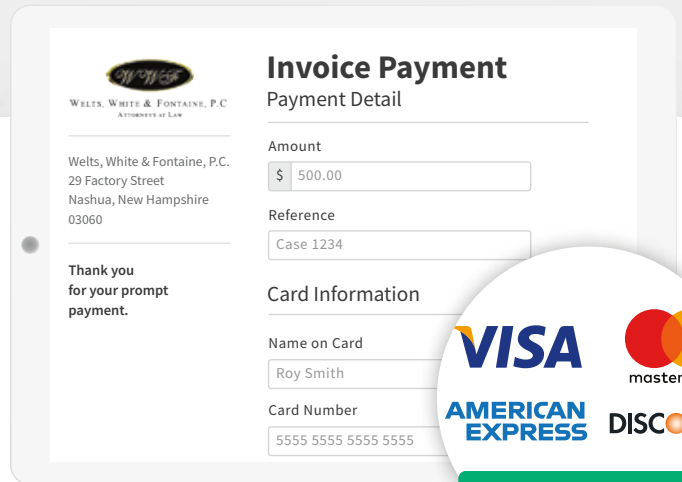 WWF
WELTS, WHITE & FONTAINE, P.C
ATTORNEYS AT LAW
Welts, White & Fontaine, P.C.
29 Factory Street
Nashua, New Hampshire
03060
Thank you
for your prompt
payment.
Invoice Payment
Payment Detail
Amount
$ 500.00
Reference
Case 1234
Card Information
Name on Card
Roy Smith
Card Number
5555 5555 5555 5555
VISA
master
AMERICAN
EXPRESS
DISCO